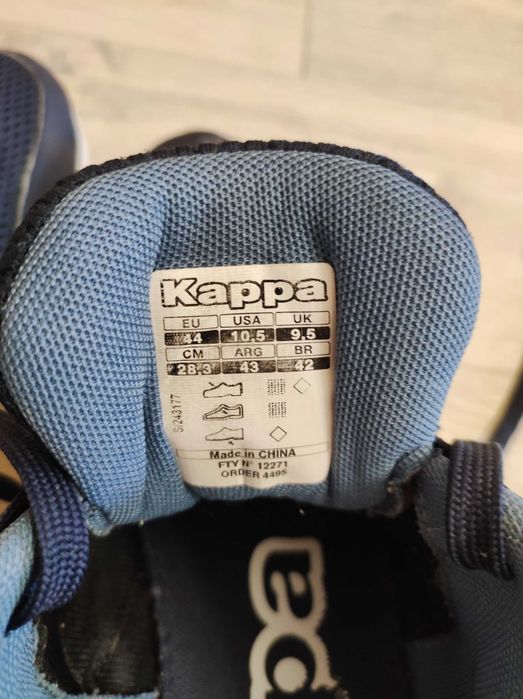 Kappa
EU USA UK
44 10.5 9.5
CM ARG BR
28.3 43 42
S/243177
Made in CHINA
FTY N° 12271
ORDER 4495
ppa